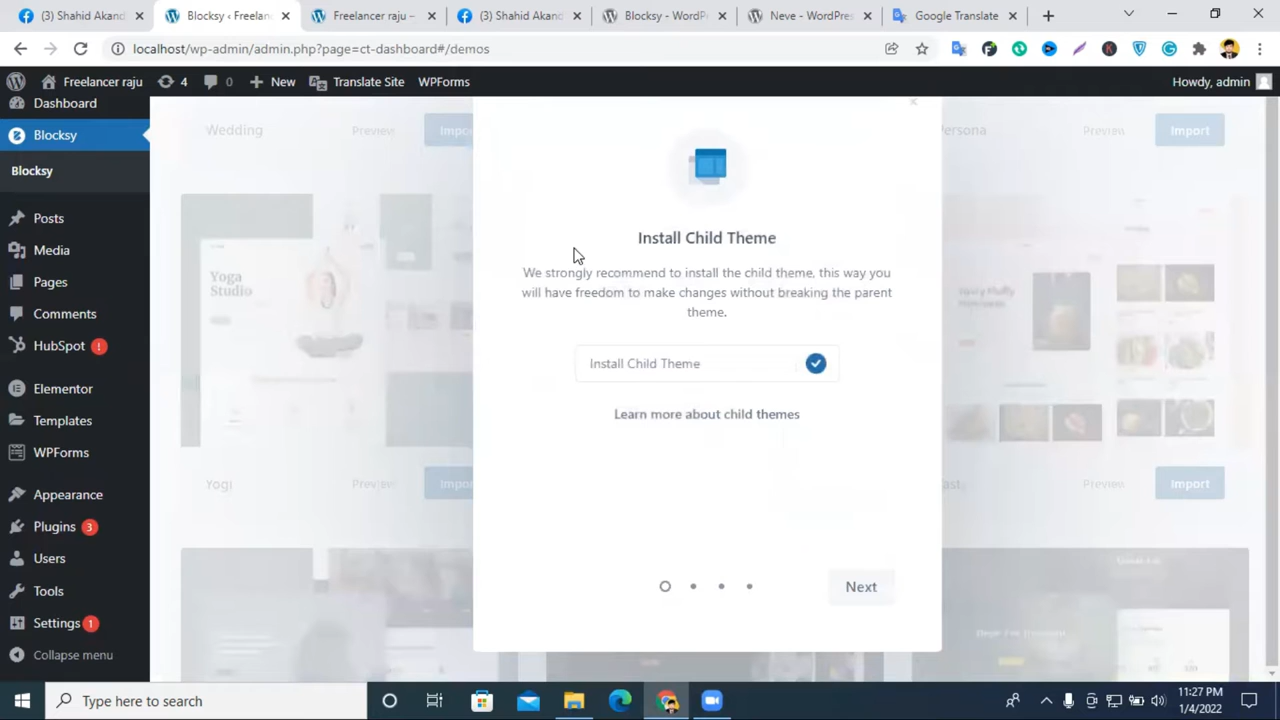 (3) Shahid Akand
Blocksy ‹ Freelan
Freelancer raju –
(3) Shahid Akand
Blocksy - WordPr
Neve - WordPress
Google Translate
localhost/wp-admin/admin.php?page=ct-dashboard#/demos
Freelancer raju
4
0
New
Translate Site
WPForms
Howdy, admin
Dashboard
Blocksy
Blocksy
Posts
Media
Pages
Comments
HubSpot !
Elementor
Templates
WPForms
Appearance
Plugins 3
Users
Tools
Settings 1
Collapse menu
Wedding
Preview
Impo
Persona
Preview
Import
Yoga
Studio
Yogi
Preview
Impo
Tasty
Preview
Import
Install Child Theme
We strongly recommend to install the child theme, this way you
will have freedom to make changes without breaking the parent
theme.
Install Child Theme
Learn more about child themes
Next
Type here to search
11:27 PM
1/4/2022